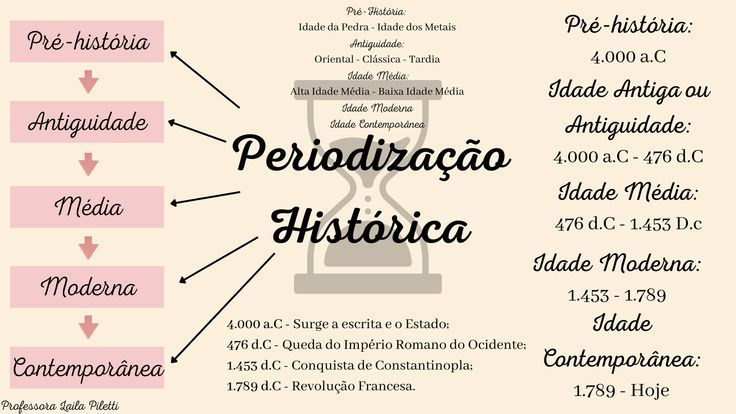 Pré-história
Antiguidade
Média
Moderna
Contemporânea
Professora Laila Piletti
Pré-História:
Idade da Pedra - Idade dos Metais
Antiguidade:
Oriental - Clássica - Tardia
Idade Média:
Alta Idade Média - Baixa Idade Média
Idade Moderna
Idade Contemporânea
Periodização
Histórica
4.000 a.C - Surge a escrita e o Estado;
476 d.C - Queda do Império Romano do Ocidente;
1.453 d.C - Conquista de Constantinopla;
1.789 d.C - Revolução Francesa.
Pré-história:
4.000 a.C
Idade Antiga ou
Antiguidade:
4.000 a.C - 476 d.C
Idade Média:
476 d.C - 1.453 D.c
Idade Moderna:
1.453 - 1.789
Idade
Contemporânea:
1.789 - Hoje